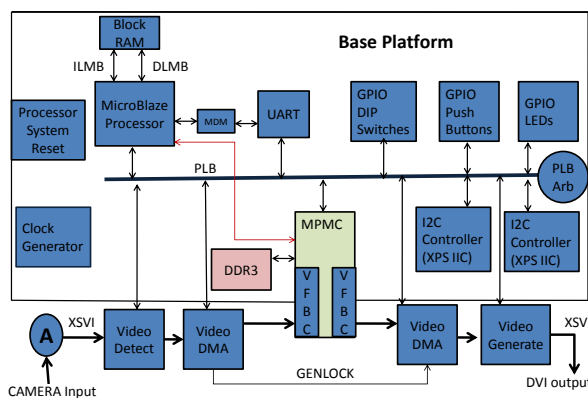 Block
RAM
Base Platform
ILMB
DLMB
Processor
System
Reset
MicroBlaze
Processor
MDM
UART
GPIO
DIP
Switches
GPIO
Push
Buttons
GPIO
LEDs
PLB
PLB
Arb
Clock
Generator
MPMC
I2C
Controller
(XPS IIC)
I2C
Controller
(XPS IIC)
DDR3
V
F
B
C
V
F
B
C
A
XSVI
Video
Detect
Video
DMA
Video
DMA
Video
Generate
XSV
GENLOCK
CAMERA Input
DVI output